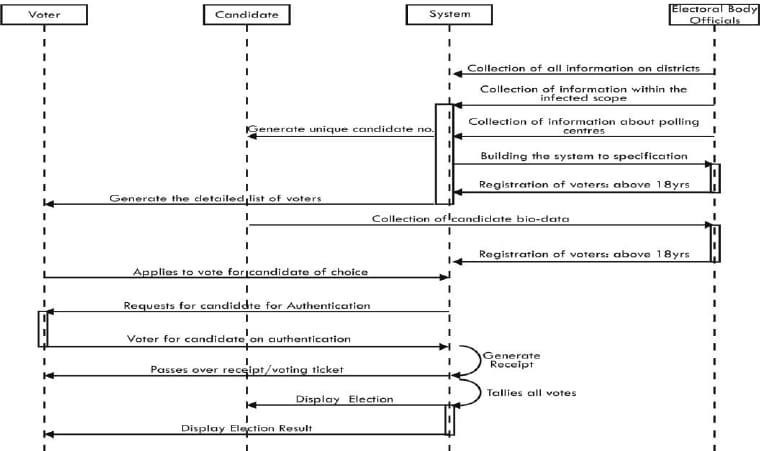 Voter
Candidate
System
Electoral Body
Officials
Collection of all information on districts
Collection of information within the
infected scope
Generate unique candidate no.
Collection of information about polling
centres
Building the system to specification
Registration of voters: above 18yrs
Generate the detailed list of voters
Collection of candidate bio-data
Registration of voters: above 18yrs
Applies to vote for candidate of choice
Requests for candidate for Authentication
Voter for candidate on authentication
Generate
Receipt
Passes over receipt/voting ticket
Tallies all votes
Display Election
Display Election Result